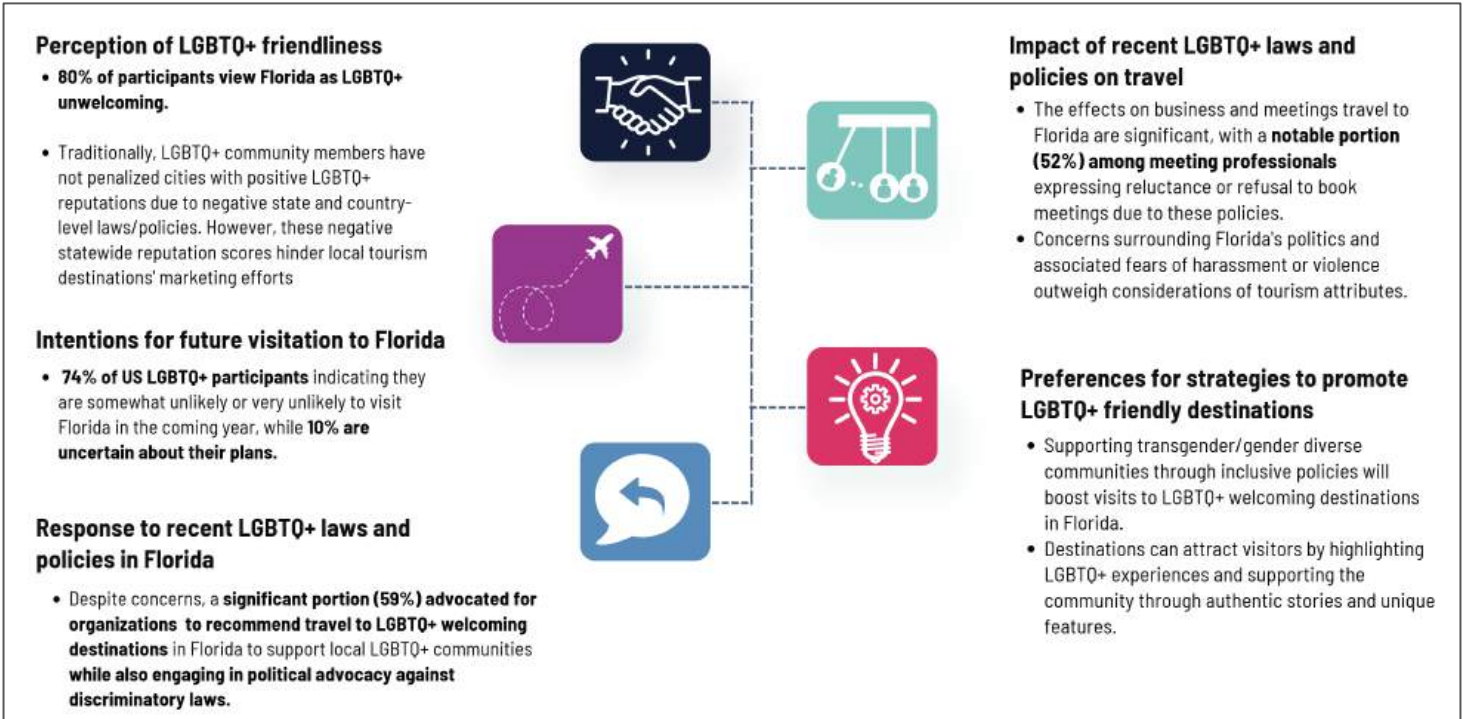 Perception of LGBTQ+ friendliness
• 80% of participants view Florida as LGBTQ+
unwelcoming.
• Traditionally, LGBTQ+ community members have
not penalized cities with positive LGBTQ+
reputations due to negative state and country-
level laws/policies. However, these negative
statewide reputation scores hinder local tourism
destinations' marketing efforts
Intentions for future visitation to Florida
• 74% of US LGBTQ+ participants indicating they
are somewhat unlikely or very unlikely to visit
Florida in the coming year, while 10% are
uncertain about their plans.
Response to recent LGBTQ+ laws and
policies in Florida
• Despite concerns, a significant portion (59%) advocated for
organizations to recommend travel to LGBTQ+ welcoming
destinations in Florida to support local LGBTQ+ communities
while also engaging in political advocacy against
discriminatory laws.
Impact of recent LGBTQ+ laws and
policies on travel
• The effects on business and meetings travel to
Florida are significant, with a notable portion
(52%) among meeting professionals
expressing reluctance or refusal to book
meetings due to these policies.
• Concerns surrounding Florida's politics and
associated fears of harassment or violence
outweigh considerations of tourism attributes.
Preferences for strategies to promote
LGBTQ+ friendly destinations
• Supporting transgender/gender diverse
communities through inclusive policies will
boost visits to LGBTQ+ welcoming destinations
in Florida.
• Destinations can attract visitors by highlighting
LGBTQ+ experiences and supporting the
community through authentic stories and unique
features.